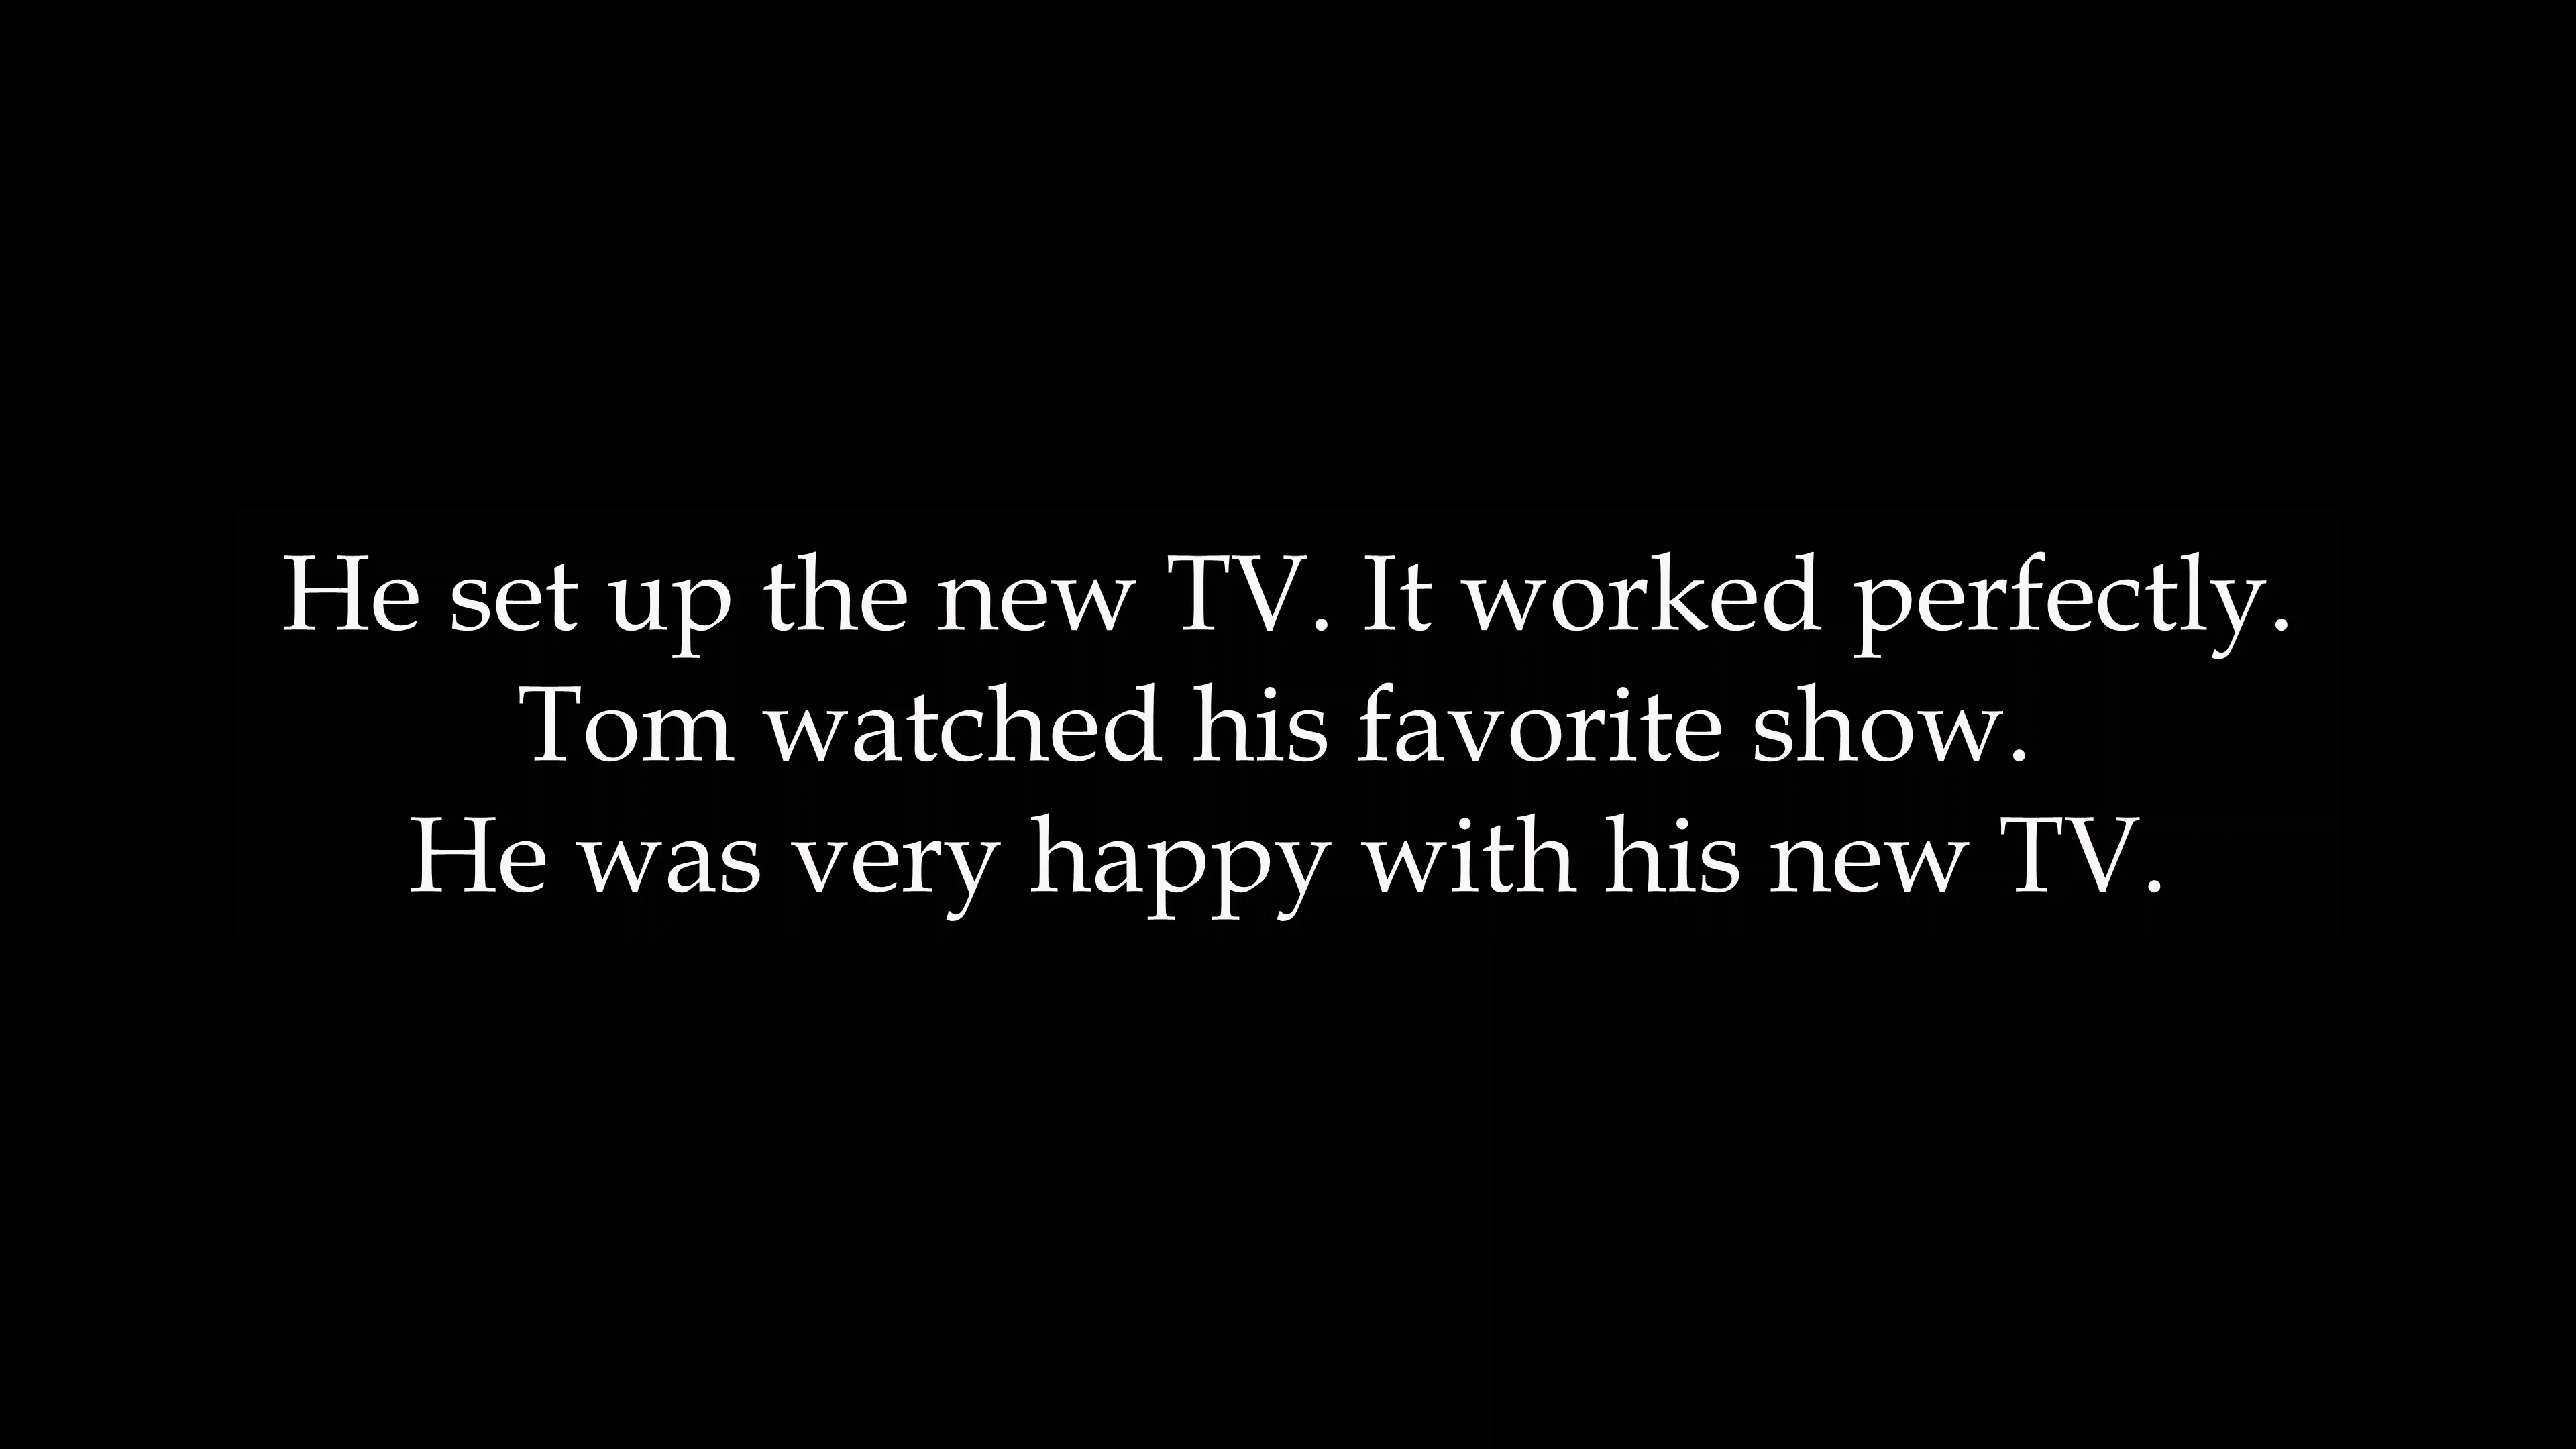 He set up the new TV. It worked perfectly.
Tom watched his favorite show.
He was very happy with his new TV.